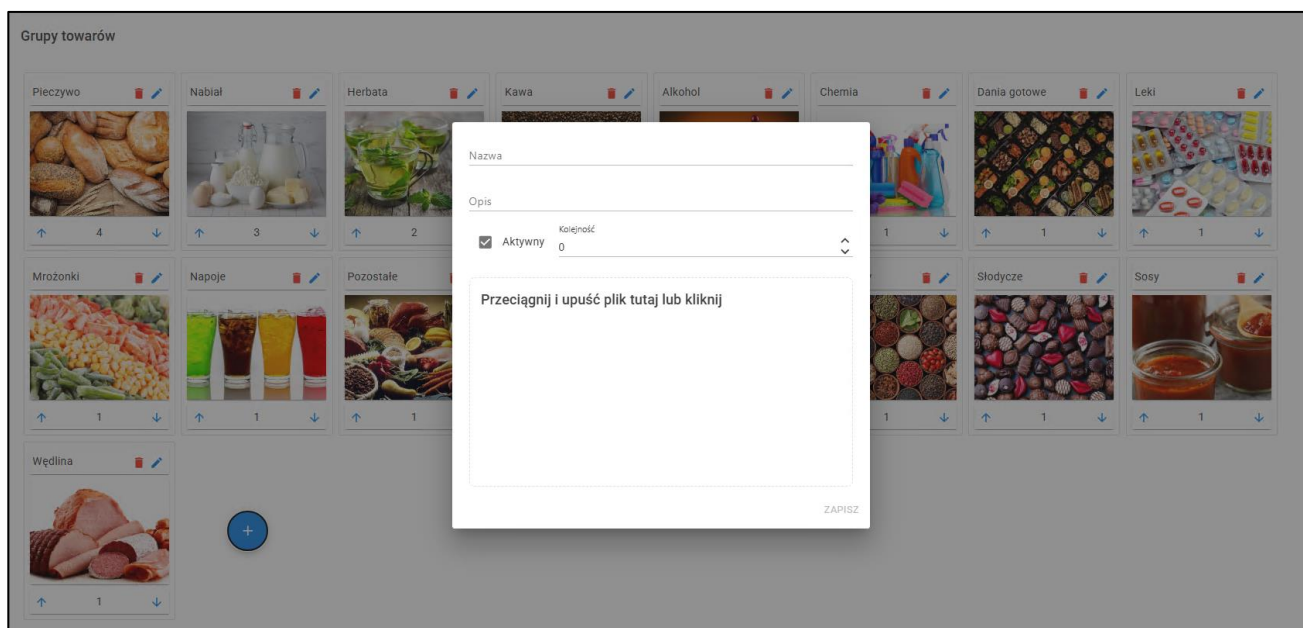 Grupy towarów
Pieczywo
Nabiał
Herbata
Kawa
Alkohol
Chemia
Dania gotowe
Leki
4
3
2
1
1
1
Mrożonki
Napoje
Pozostałe
Słodycze
Sosy
1
1
1
1
1
1
Wędlina
1
+
Nazwa
Opis
Aktywny
Kolejność
0
Przeciągnij i upuść plik tutaj lub kliknij
ZAPISZ